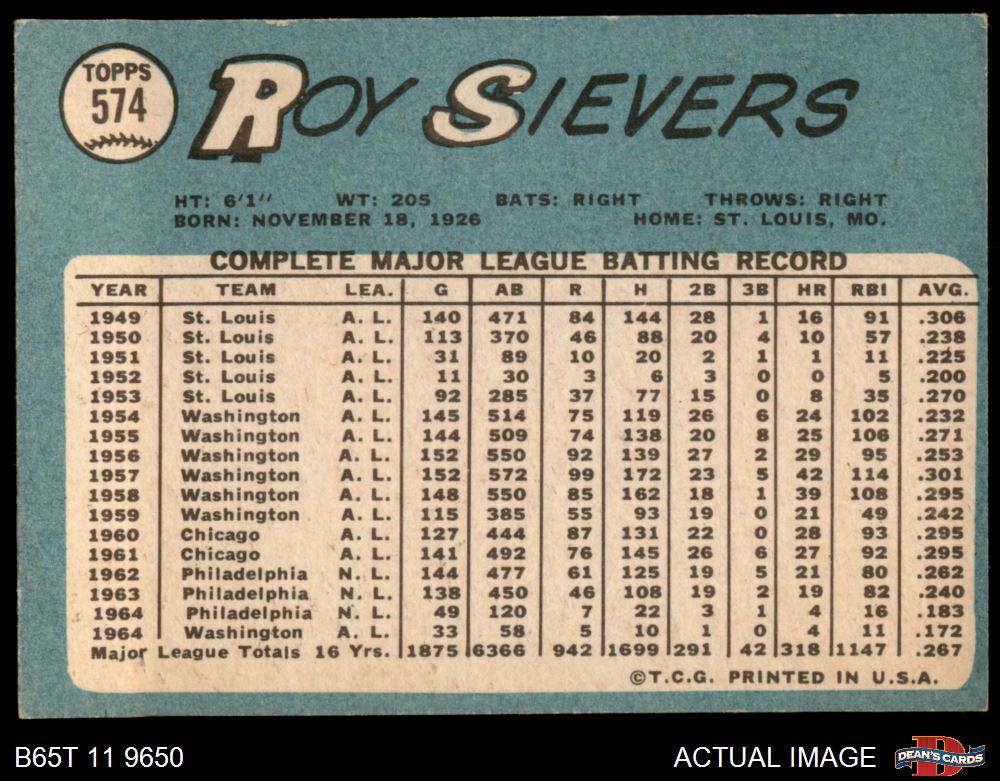 TOPPS
574
ROY SIEVERS
HT: 6'1" WT: 205 BATS: RIGHT THROWS: RIGHT
BORN: NOVEMBER 18, 1926 HOME: ST. LOUIS, MO.
COMPLETE MAJOR LEAGUE BATTING RECORD
YEAR TEAM LEA. G AB R H 2B 3B HR RBI AVG.
1949 St. Louis A. L. 140 471 84 144 28 1 16 91 .306
1950 St. Louis A. L. 113 370 46 88 20 4 10 57 .238
1951 St. Louis A. L. 31 89 10 20 2 1 1 11 .225
1952 St. Louis A. L. 11 30 3 6 3 0 0 5 .200
1953 St. Louis A. L. 92 285 37 77 15 0 8 35 .270
1954 Washington A. L. 145 514 75 119 26 6 24 102 .232
1955 Washington A. L. 144 509 74 138 20 8 25 106 .271
1956 Washington A. L. 152 550 92 139 27 2 29 95 .253
1957 Washington A. L. 152 572 99 172 23 5 42 114 .301
1958 Washington A. L. 148 550 85 162 18 1 39 108 .295
1959 Washington A. L. 115 385 55 93 19 0 21 49 .242
1960 Chicago A. L. 127 444 87 131 22 0 28 93 .295
1961 Chicago A. L. 141 492 76 145 26 6 27 92 .295
1962 Philadelphia N. L. 144 477 61 125 19 5 21 80 .262
1963 Philadelphia N. L. 138 450 46 108 19 2 19 82 .240
1964 Philadelphia N. L. 49 120 7 22 3 1 4 16 .183
1964 Washington A. L. 33 58 5 10 1 0 4 11 .172
Major League Totals 16 Yrs. 1875 6366 942 1699 291 42 318 1147 .267
©T.C.G. PRINTED IN U.S.A.
B65T 11 9650 ACTUAL IMAGE D DEAN'S CARDS